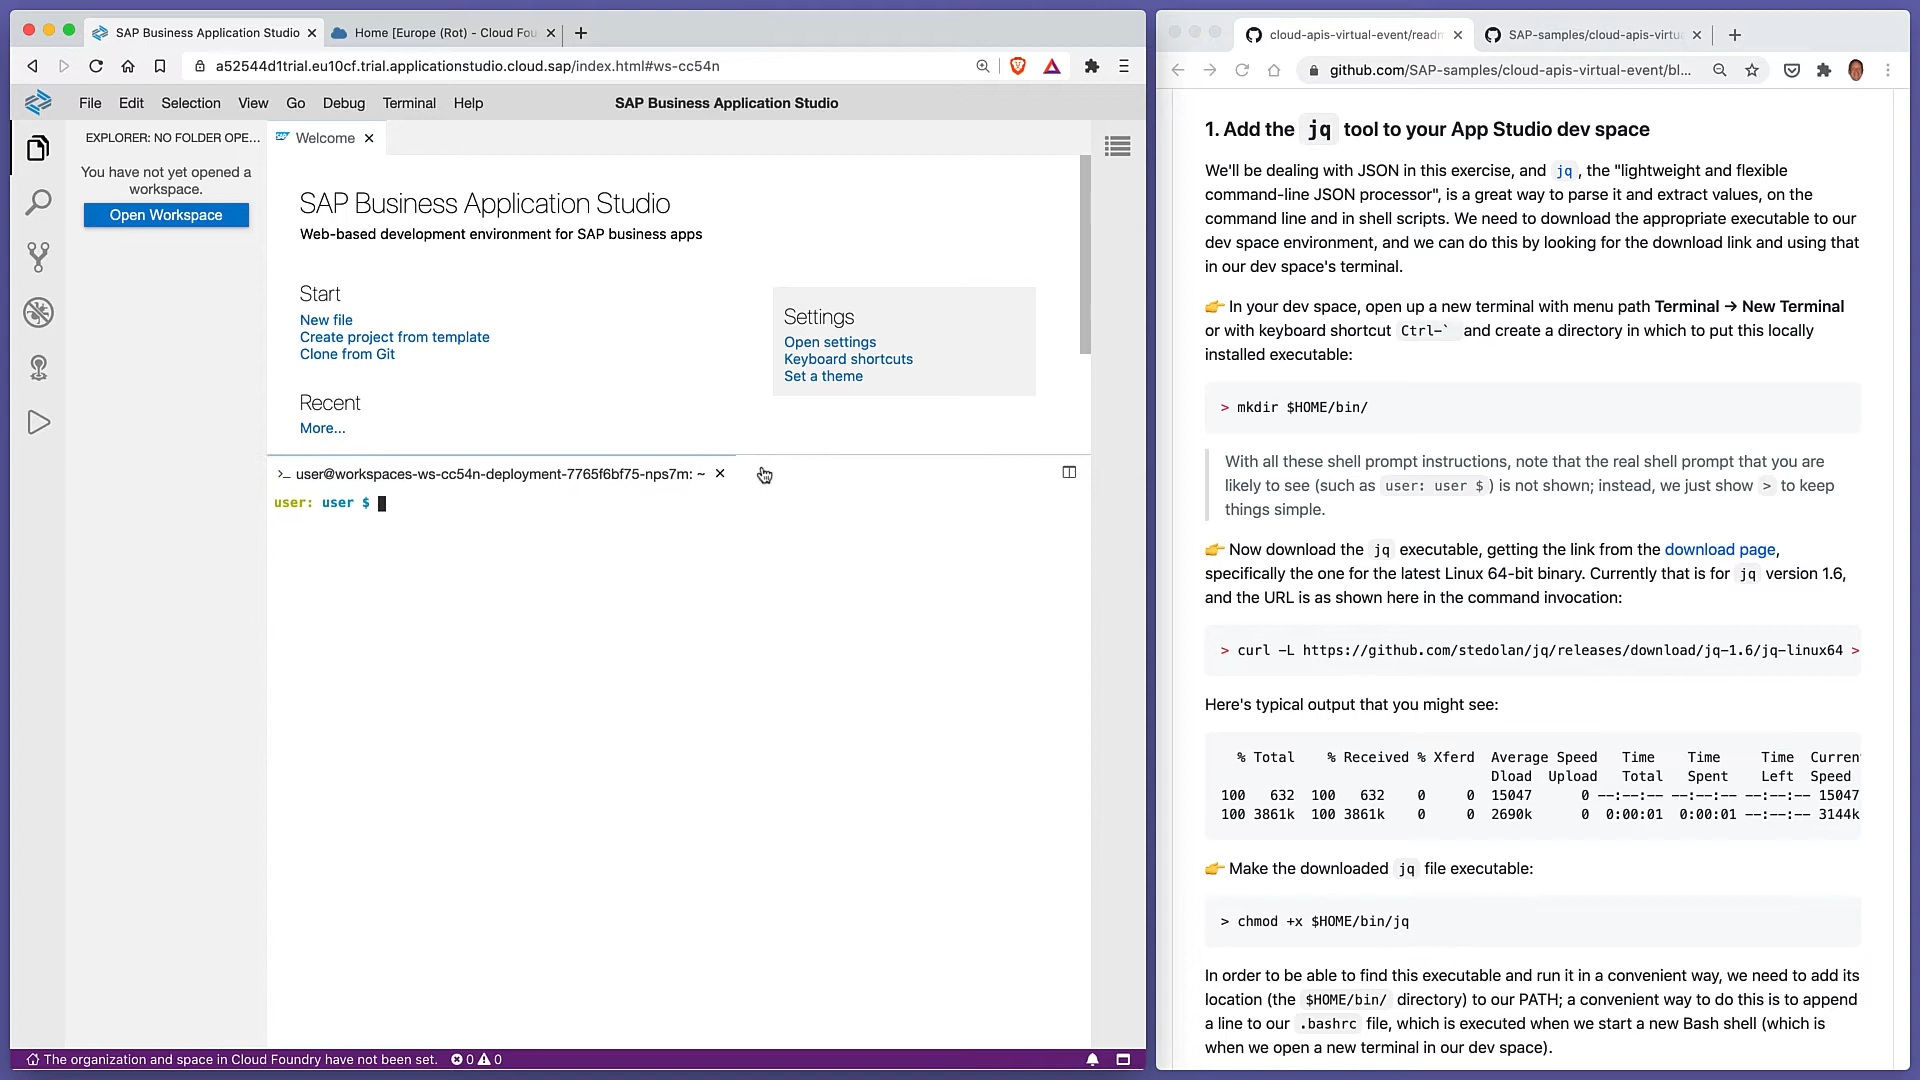 SAP Business Application Studio
Home [Europe (Rot) - Cloud Fou
a52544d1trial.eu10cf.trial.applicationstudio.cloud.sap/index.html#ws-cc54n
File Edit Selection View Go Debug Terminal Help
SAP Business Application Studio
EXPLORER: NO FOLDER OPE...
You have not yet opened a
workspace.
Open Workspace
Welcome
SAP Business Application Studio
Web-based development environment for SAP business apps
Start
New file
Create project from template
Clone from Git
Recent
More...
Settings
Open settings
Keyboard shortcuts
Set a theme
>_ user@workspaces-ws-cc54n-deployment-7765f6bf75-nps7m: ~
user: user $
The organization and space in Cloud Foundry have not been set. 0 0
cloud-apis-virtual-event/readm
SAP-samples/cloud-apis-virtu
github.com/SAP-samples/cloud-apis-virtual-event/bl...
1. Add the jq tool to your App Studio dev space
We'll be dealing with JSON in this exercise, and jq , the "lightweight and flexible
command-line JSON processor", is a great way to parse it and extract values, on the
command line and in shell scripts. We need to download the appropriate executable to our
dev space environment, and we can do this by looking for the download link and using that
in our dev space's terminal.
👉 In your dev space, open up a new terminal with menu path Terminal → New Terminal
or with keyboard shortcut Ctrl-` and create a directory in which to put this locally
installed executable:
> mkdir $HOME/bin/
With all these shell prompt instructions, note that the real shell prompt that you are
likely to see (such as user: user $ ) is not shown; instead, we just show > to keep
things simple.
👉 Now download the jq executable, getting the link from the download page,
specifically the one for the latest Linux 64-bit binary. Currently that is for jq version 1.6,
and the URL is as shown here in the command invocation:
> curl -L https://github.com/stedolan/jq/releases/download/jq-1.6/jq-linux64 >
Here's typical output that you might see:
% Total % Received % Xferd Average Speed Time Time Time Curren
Dload Upload Total Spent Left Speed
100 632 100 632 0 0 15047 0 --:--:-- --:--:-- --:--:-- 15047
100 3861k 100 3861k 0 0 2690k 0 0:00:01 0:00:01 --:--:-- 3144k
👉 Make the downloaded jq file executable:
> chmod +x $HOME/bin/jq
In order to be able to find this executable and run it in a convenient way, we need to add its
location (the $HOME/bin/ directory) to our PATH; a convenient way to do this is to append
a line to our .bashrc file, which is executed when we start a new Bash shell (which is
when we open a new terminal in our dev space).